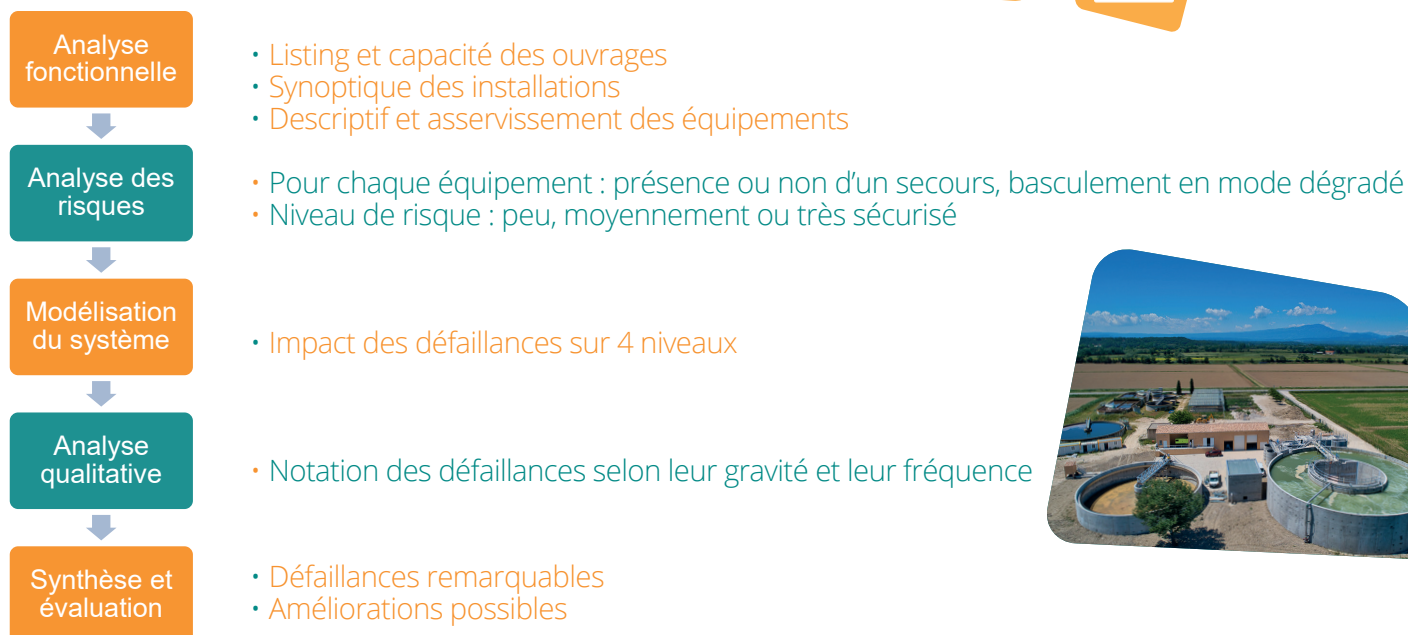 Analyse
fonctionnelle
• Listing et capacité des ouvrages
• Synoptique des installations
• Descriptif et asservissement des équipements
Analyse des
risques
• Pour chaque équipement : présence ou non d’un secours, basculement en mode dégradé
• Niveau de risque : peu, moyennement ou très sécurisé
Modélisation
du système
• Impact des défaillances sur 4 niveaux
Analyse
qualitative
• Notation des défaillances selon leur gravité et leur fréquence
Synthèse et
évaluation
• Défaillances remarquables
• Améliorations possibles